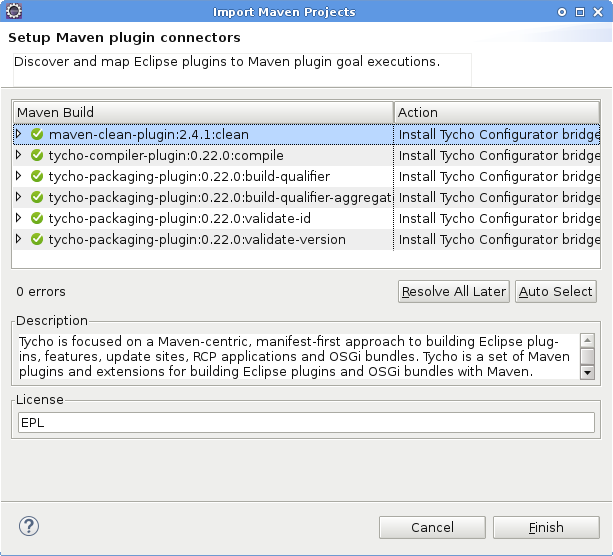 Import Maven Projects
Setup Maven plugin connectors
Discover and map Eclipse plugins to Maven plugin goal executions.
Maven Build Action
maven-clean-plugin:2.4.1:clean Install Tycho Configurator bridge
tycho-compiler-plugin:0.22.0:compile Install Tycho Configurator bridge
tycho-packaging-plugin:0.22.0:build-qualifier Install Tycho Configurator bridge
tycho-packaging-plugin:0.22.0:build-qualifier-aggregat Install Tycho Configurator bridge
tycho-packaging-plugin:0.22.0:validate-id Install Tycho Configurator bridge
tycho-packaging-plugin:0.22.0:validate-version Install Tycho Configurator bridge
0 errors Resolve All Later Auto Select
Description
Tycho is focused on a Maven-centric, manifest-first approach to building Eclipse plug-
ins, features, update sites, RCP applications and OSGi bundles. Tycho is a set of Maven
plugins and extensions for building Eclipse plugins and OSGi bundles with Maven.
License
EPL
? Cancel Finish